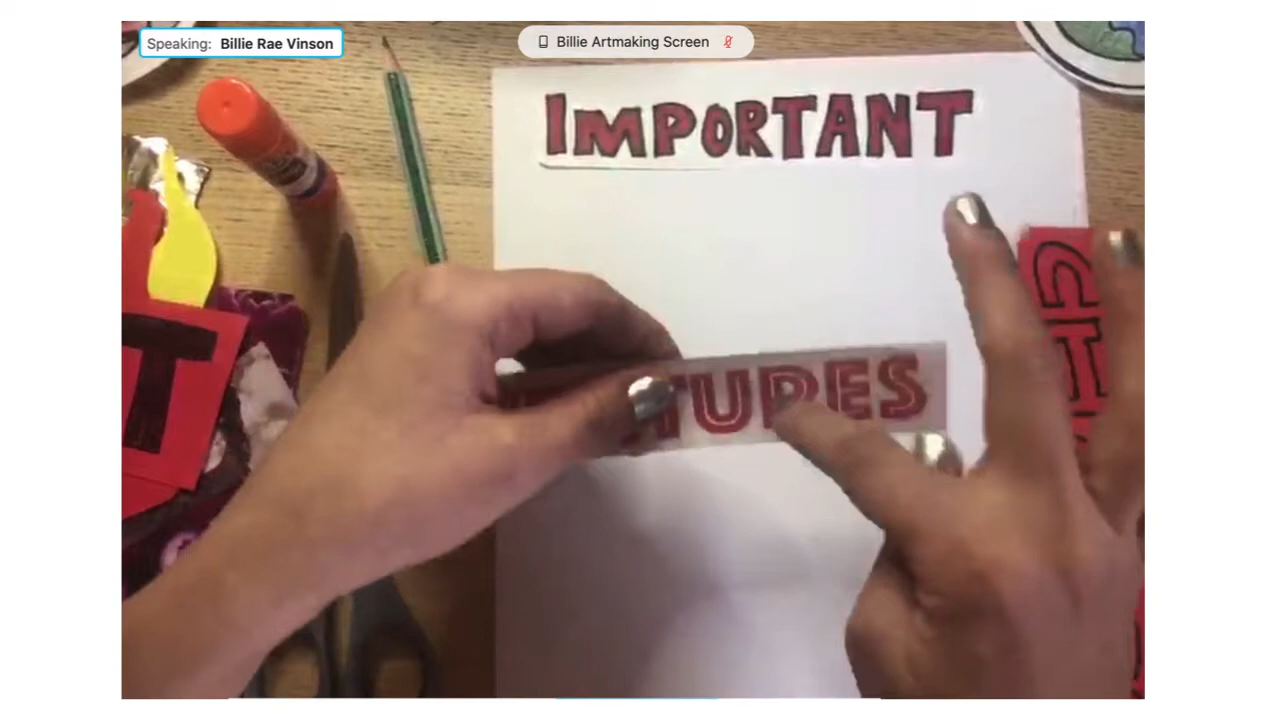 Speaking: Billie Rae Vinson
Billie Artmaking Screen
IMPORTANT
TURES
T